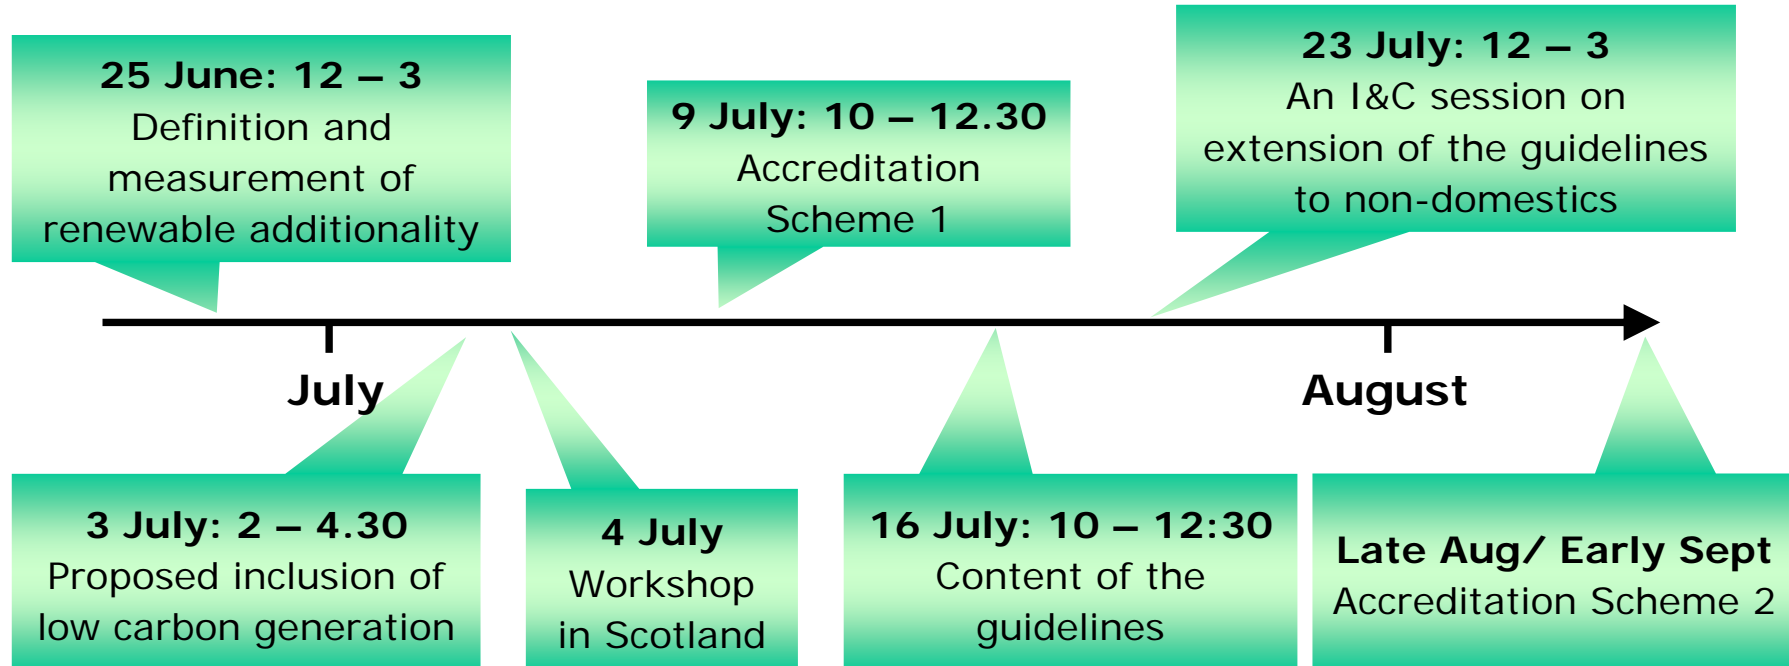 25 June: 12 – 3
Definition and
measurement of
renewable additionality
9 July: 10 – 12.30
Accreditation
Scheme 1
23 July: 12 – 3
An I&C session on
extension of the guidelines
to non-domestics
July
August
3 July: 2 – 4.30
Proposed inclusion of
low carbon generation
4 July
Workshop
in Scotland
16 July: 10 – 12:30
Content of the
guidelines
Late Aug/ Early Sept
Accreditation Scheme 2